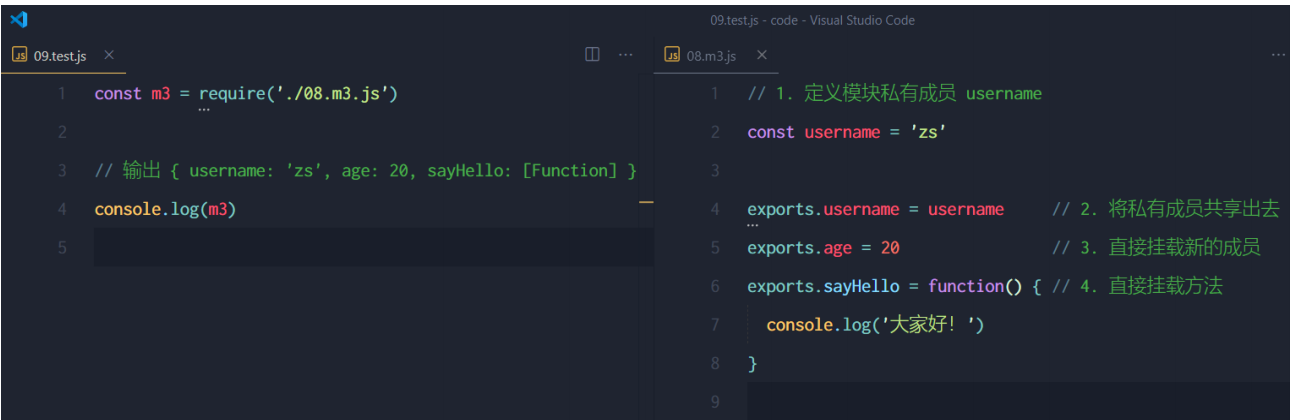 09.test.js - code - Visual Studio Code
JS 09.test.js × ...
1 const m3 = require('./08.m3.js')
2
3 // 输出 { username: 'zs', age: 20, sayHello: [Function] }
4 console.log(m3)
5
JS 08.m3.js × ...
1 // 1. 定义模块私有成员 username
2 const username = 'zs'
3
4 exports.username = username // 2. 将私有成员共享出去
5 exports.age = 20 // 3. 直接挂载新的成员
6 exports.sayHello = function() { // 4. 直接挂载方法
7 console.log('大家好！')
8 }
9